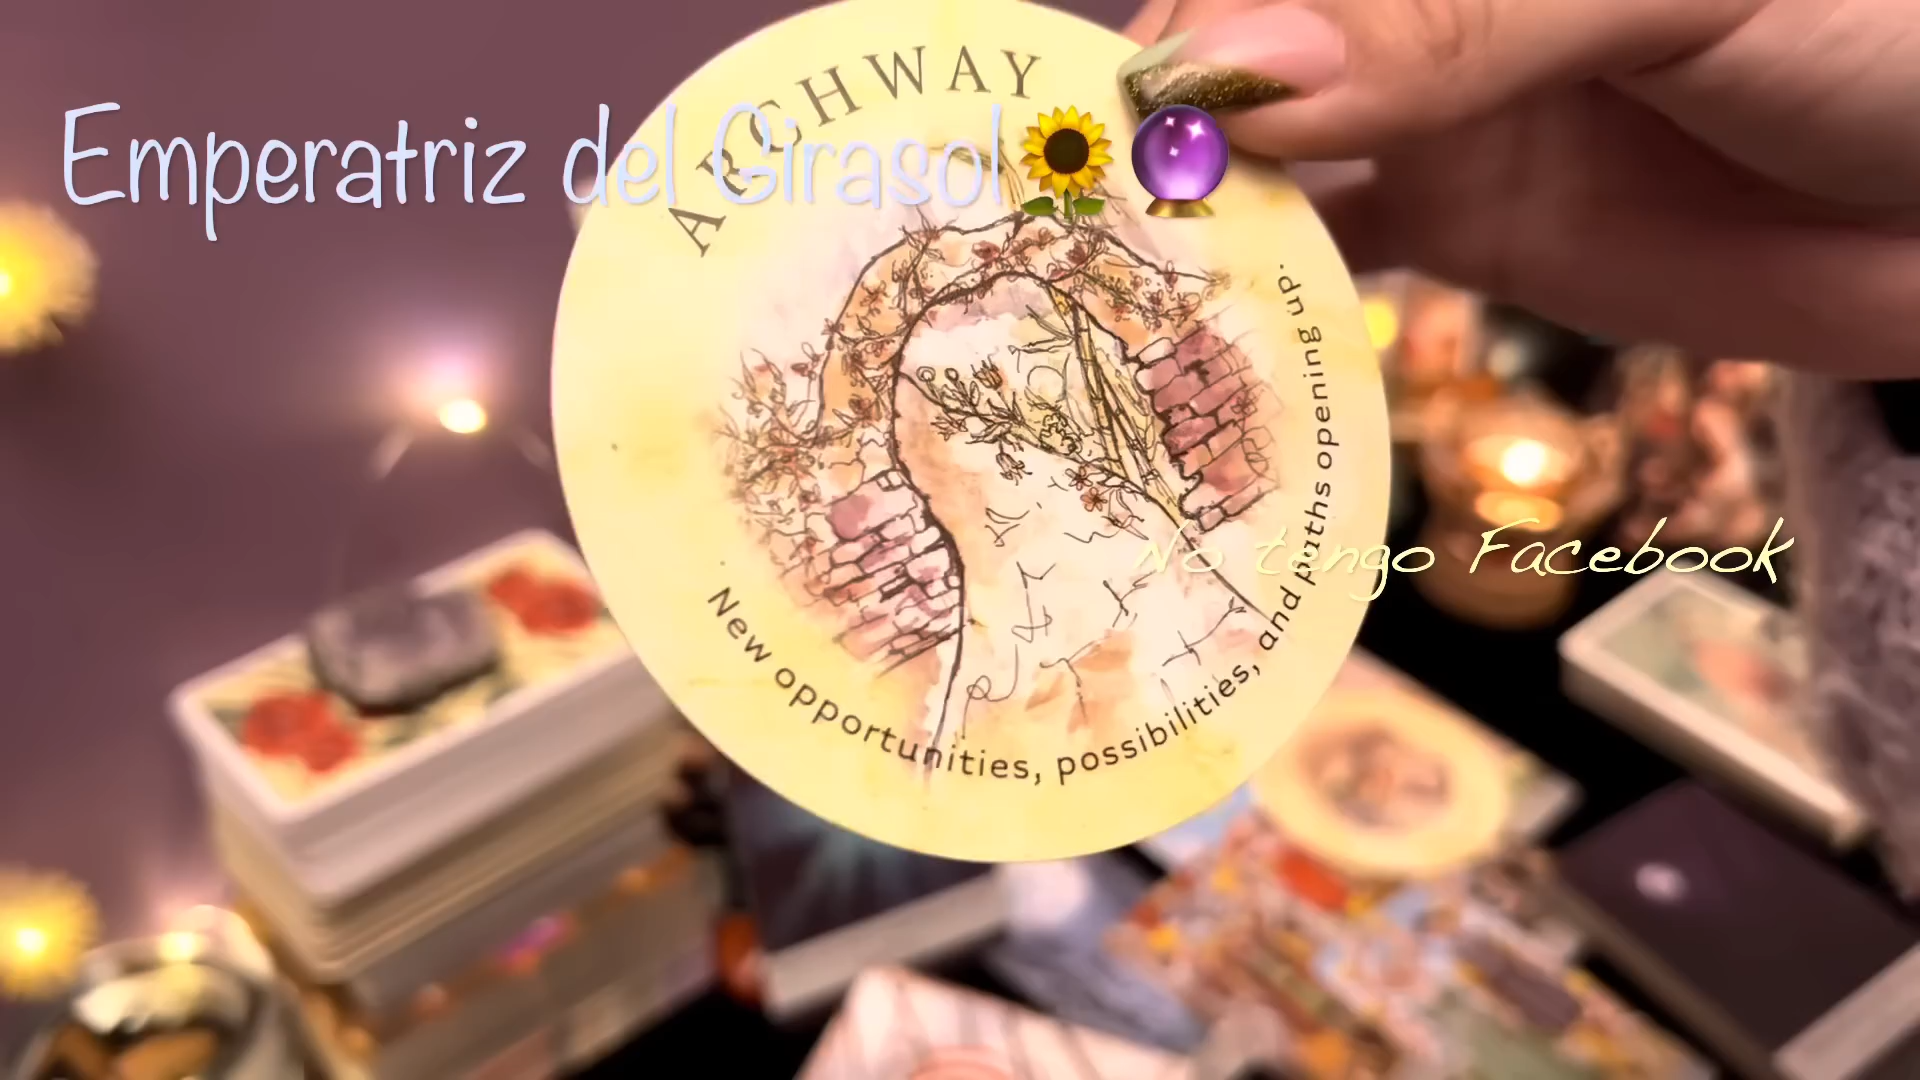 ARCHWAY
Emperatriz del Girasol🌻🔮
No tengo Facebook
New opportunities, possibilities, and paths opening up.